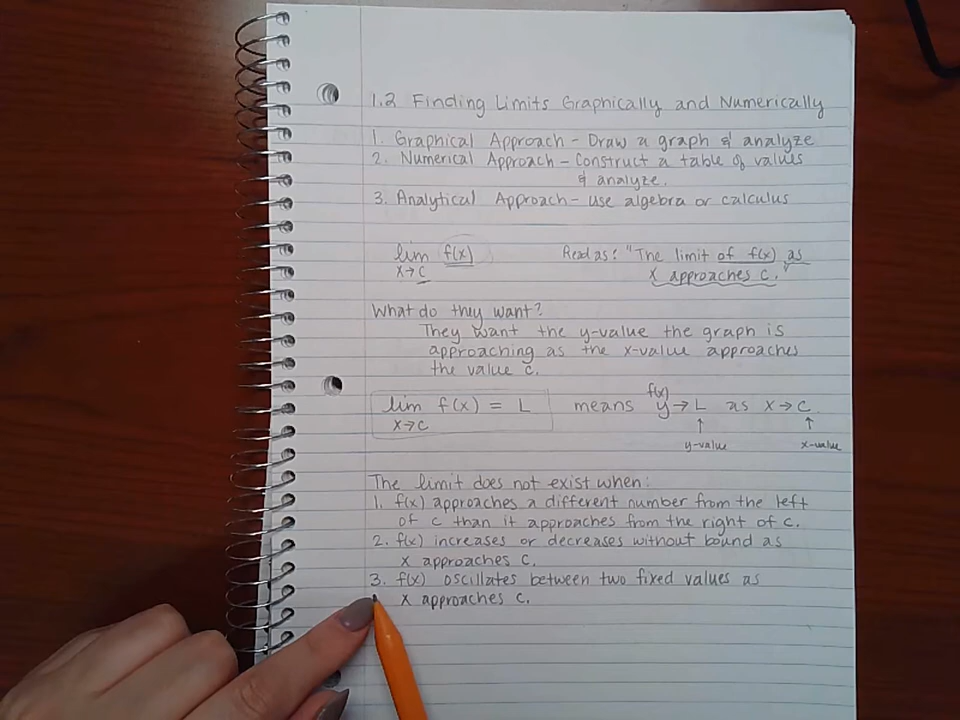 1.2 Finding Limits Graphically and Numerically
1. Graphical Approach - Draw a graph & analyze
2. Numerical Approach - Construct a table of values
& analyze.
3. Analytical Approach - use algebra or calculus
lim f(x) Read as: "The limit of f(x) as
x→c x approaches c."
What do they want?
They want the y-value the graph is
approaching as the x-value approaches
the value c.
f(x)
lim f(x) = L means y→L as x→c.
x→c ↑ ↑
y-value x-value
The limit does not exist when:
1. f(x) approaches a different number from the left
of c than it approaches from the right of c.
2. f(x) increases or decreases without bound as
x approaches c.
3. f(x) oscillates between two fixed values as
x approaches c.